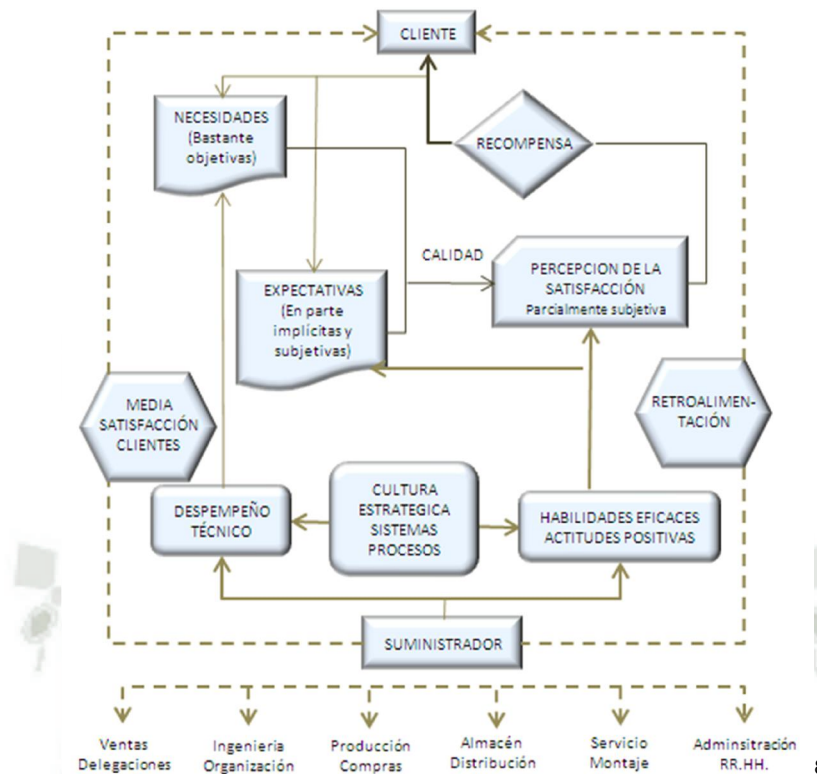 CLIENTE
NECESIDADES
(Bastante
objetivas)
RECOMPENSA
CALIDAD
PERCEPCION DE LA
SATISFACCIÓN
Parcialmente subjetiva
EXPECTATIVAS
(En parte
implícitas y
subjetivas)
MEDIA
SATISFACCIÓN
CLIENTES
RETROALIMEN-
TACIÓN
DESPEMPEÑO
TÉCNICO
CULTURA
ESTRATEGICA
SISTEMAS
PROCESOS
HABILIDADES EFICACES
ACTITUDES POSITIVAS
SUMINISTRADOR
Ventas
Delegaciones
Ingenieria
Organización
Producción
Compras
Almacén
Distribución
Servicio
Montaje
Adminsitración
RR.HH.